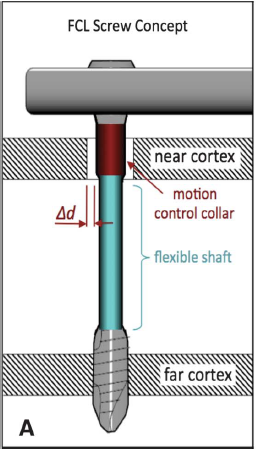 FCL Screw Concept
near cortex
motion
control collar
Δd
flexible shaft
far cortex
A